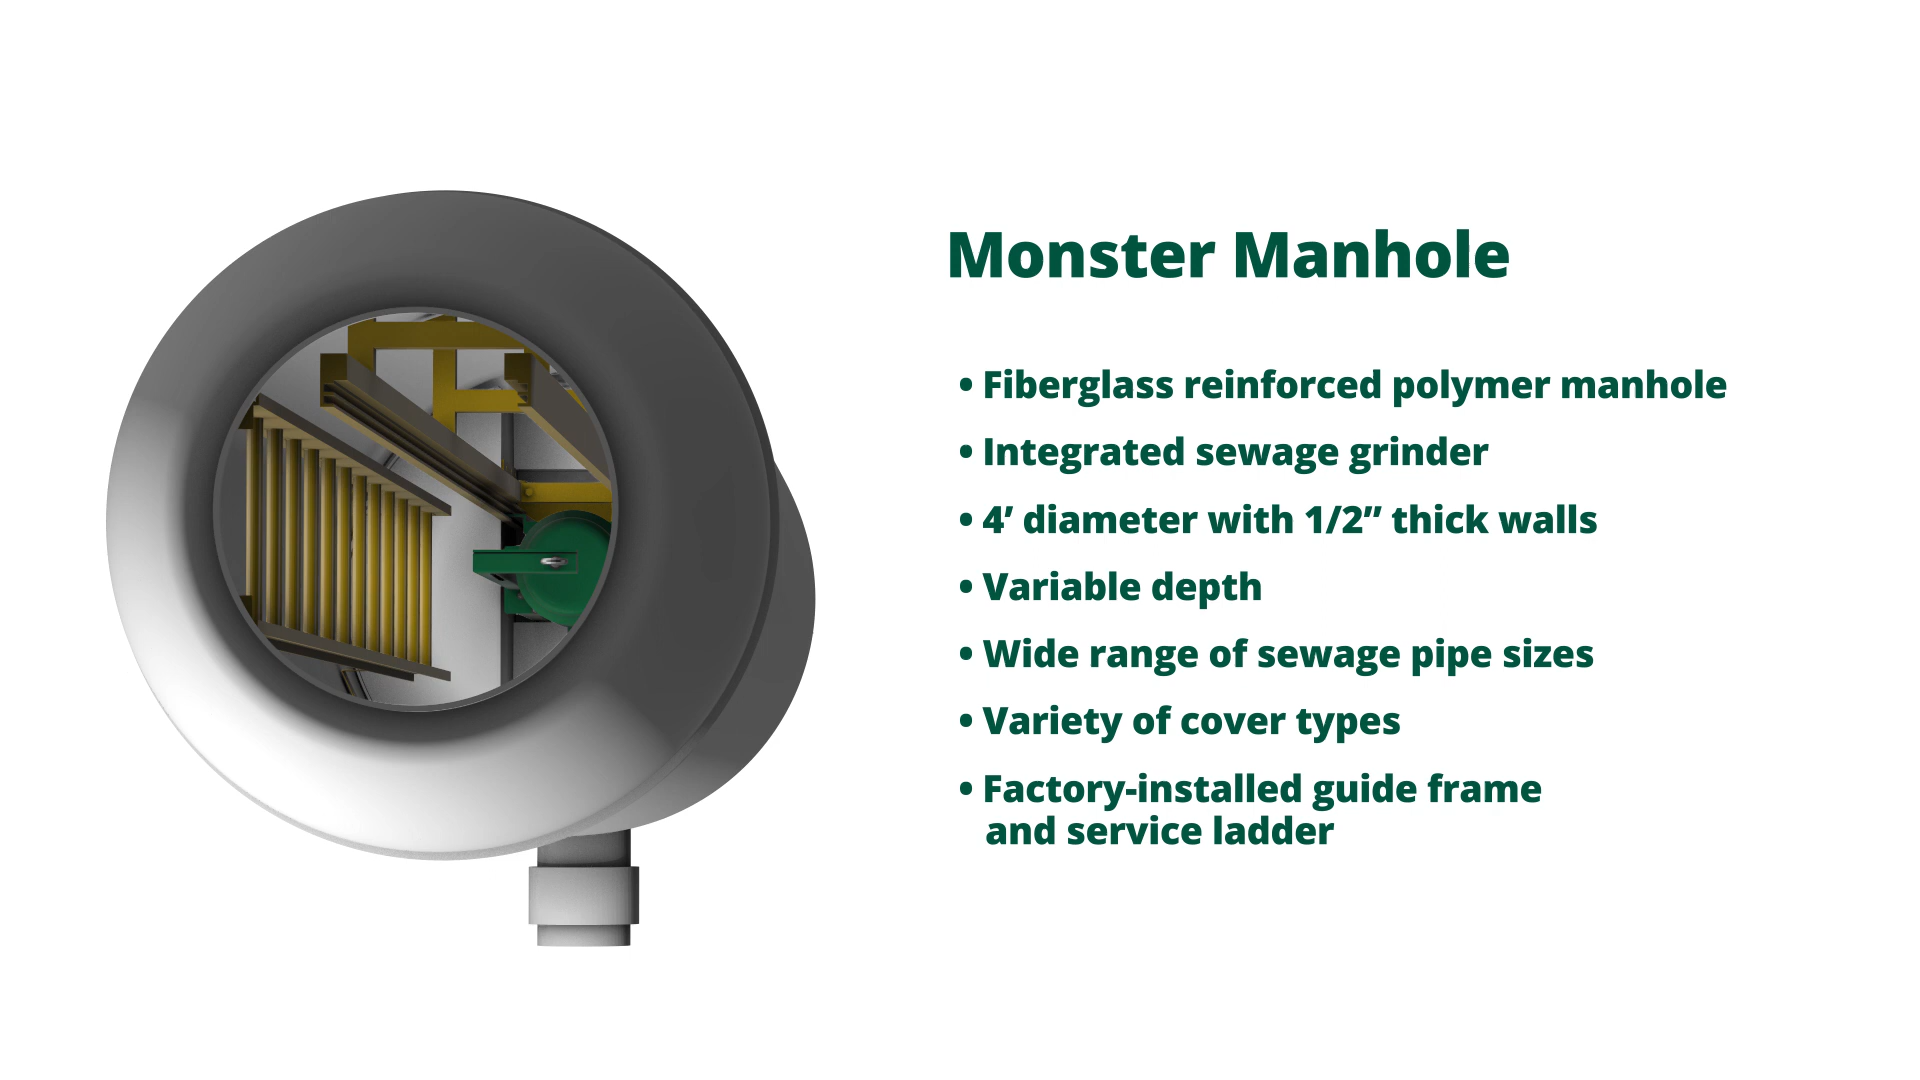 Monster Manhole
• Fiberglass reinforced polymer manhole
• Integrated sewage grinder
• 4’ diameter with 1/2” thick walls
• Variable depth
• Wide range of sewage pipe sizes
• Variety of cover types
• Factory-installed guide frame
and service ladder